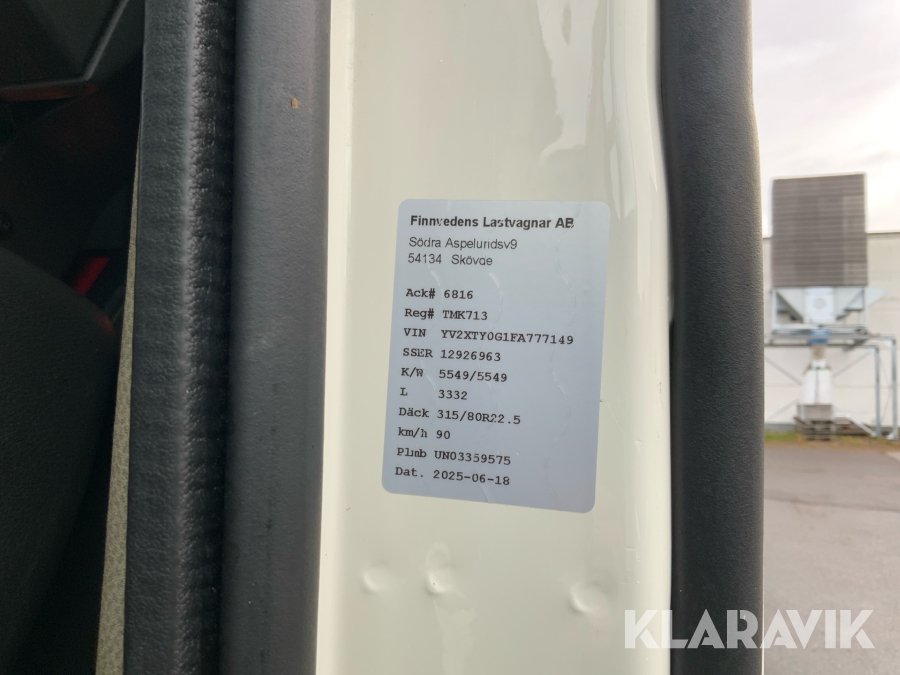 Finnvedens Lastvagnar AB
Södra Aspelundsv9
54134 Skövde
Ack# 6816
Reg# TMK713
VIN YV2XTY0G1FA777149
SSER 12926963
K/W 5549/5549
L 3332
Däck 315/80R22.5
km/h 90
Plmb UN03359575
Dat. 2025-06-18
KLARAVIK